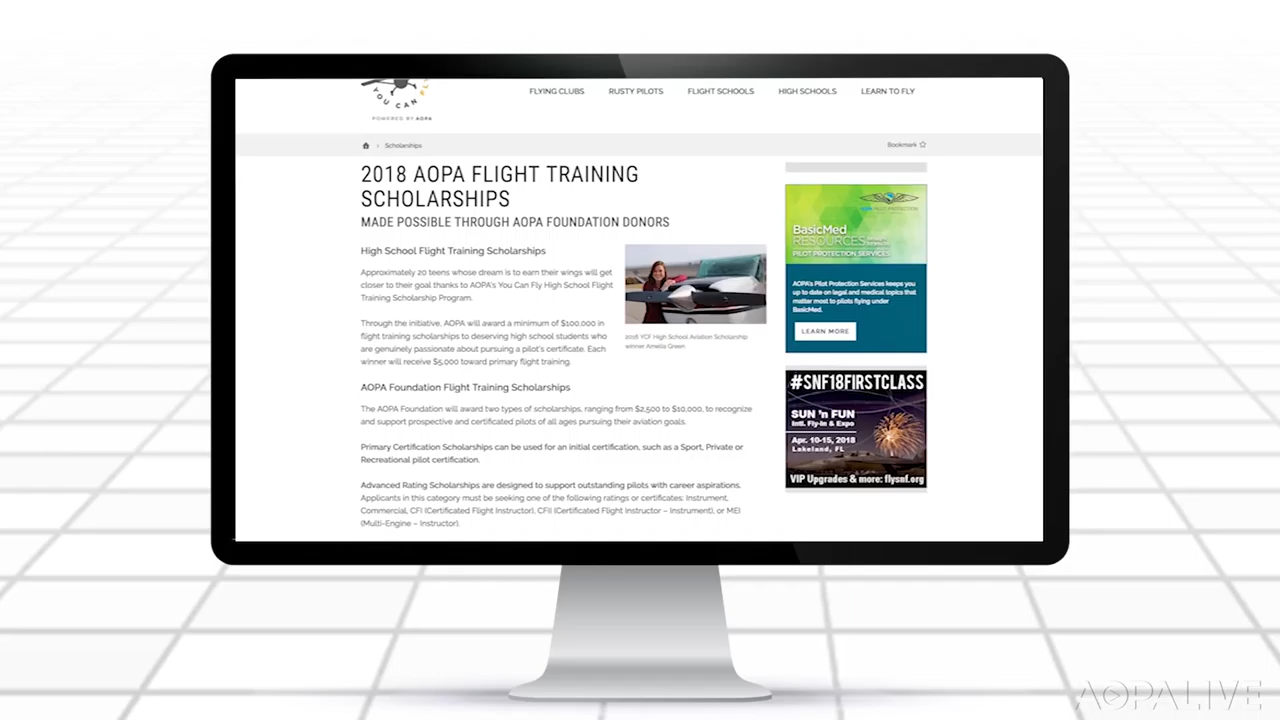 YOU CAN FLY
POWERED BY AOPA
FLYING CLUBS RUSTY PILOTS FLIGHT SCHOOLS HIGH SCHOOLS LEARN TO FLY
Scholarships
Bookmark
2018 AOPA FLIGHT TRAINING
SCHOLARSHIPS
MADE POSSIBLE THROUGH AOPA FOUNDATION DONORS
High School Flight Training Scholarships
Approximately 20 teens whose dream is to earn their wings will get
closer to their goal thanks to AOPA's You Can Fly High School Flight
Training Scholarship Program.
Through the initiative, AOPA will award a minimum of $100,000 in
flight training scholarships to deserving high school students who
are genuinely passionate about pursuing a pilot's certificate. Each
winner will receive $5,000 toward primary flight training.
2016 YCF High School Aviation Scholarship
winner Amelia Green
AOPA Foundation Flight Training Scholarships
The AOPA Foundation will award two types of scholarships, ranging from $2,500 to $10,000, to recognize
and support prospective and certificated pilots of all ages pursuing their aviation goals.
Primary Certification Scholarships can be used for an initial certification, such as a Sport, Private or
Recreational pilot certification.
Advanced Rating Scholarships are designed to support outstanding pilots with career aspirations.
Applicants in this category must be seeking one of the following ratings or certificates: Instrument,
Commercial, CFI (Certificated Flight Instructor), CFII (Certificated Flight Instructor – Instrument), or MEI
(Multi-Engine – Instructor).
AOPA PILOT PROTECTION
BasicMed
RESOURCES
PILOT PROTECTION SERVICES
AOPA's Pilot Protection Services keeps you
up to date on legal and medical topics that
matter most to pilots flying under
BasicMed.
LEARN MORE
#SNF18FIRSTCLASS
SUN 'n FUN
Intl. Fly-In & Expo
Apr. 10-15, 2018
Lakeland, FL
VIP Upgrades & more: flysnf.org
AOPA LIVE